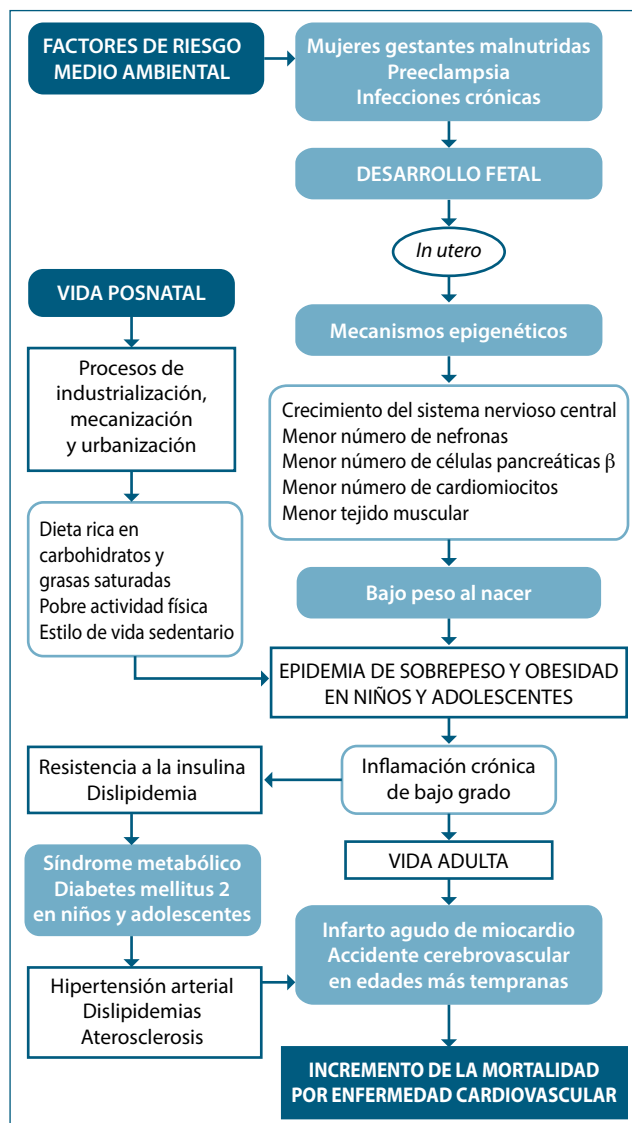 FACTORES DE RIESGO
MEDIO AMBIENTAL
Mujeres gestantes malnutridas
Preeclampsia
Infecciones crónicas
DESARROLLO FETAL
In utero
VIDA POSNATAL
Mecanismos epigenéticos
Procesos de
industrialización,
mecanización
y urbanización
Crecimiento del sistema nervioso central
Menor número de nefronas
Menor número de células pancreáticas β
Menor número de cardiomiocitos
Menor tejido muscular
Dieta rica en
carbohidratos y
grasas saturadas
Pobre actividad física
Estilo de vida sedentario
Bajo peso al nacer
EPIDEMIA DE SOBREPESO Y OBESIDAD
EN NIÑOS Y ADOLESCENTES
Resistencia a la insulina
Dislipidemia
Inflamación crónica
de bajo grado
VIDA ADULTA
Síndrome metabólico
Diabetes mellitus 2
en niños y adolescentes
Infarto agudo de miocardio
Accidente cerebrovascular
en edades más tempranas
Hipertensión arterial
Dislipidemias
Aterosclerosis
INCREMENTO DE LA MORTALIDAD
POR ENFERMEDAD CARDIOVASCULAR